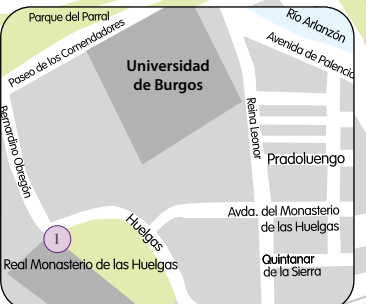 Parque del Parral
Río Arlanzón
Paseo de los Comendadores
Avenida de Palencia
Universidad
de Burgos
Bernardino Obregón
Reina Leonor
Pradoluengo
Huelgas
Avda. del Monasterio
de las Huelgas
1
Real Monasterio de las Huelgas
Quintanar
de la Sierra